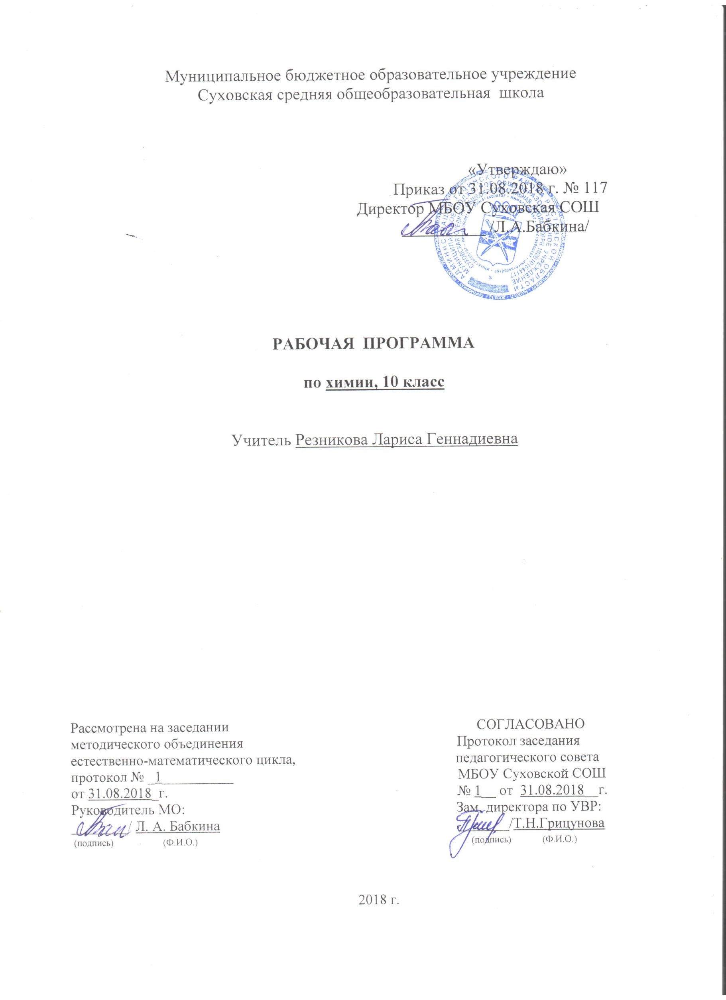 Муниципальное бюджетное образовательное учреждение
Суховская средняя общеобразовательная школа
«Утверждаю»
Приказ от 31.08.2018 г. № 117
Директор МБОУ Суховская СОШ
/Л.А.Бабкина/
РАБОЧАЯ ПРОГРАММА
по химии, 10 класс
Учитель Резникова Лариса Геннадиевна
Рассмотрена на заседании
методического объединения
естественно-математического цикла,
протокол № _1__________
от 31.08.2018_г.
Руководитель МО:
________/ Л. А. Бабкина
(подпись) (Ф.И.О.)
СОГЛАСОВАНО
Протокол заседания
педагогического совета
МБОУ Суховской СОШ
№ 1__ от 31.08.2018__г.
Зам. директора по УВР:
_______/Т.Н.Грицунова
(подпись) (Ф.И.О.)
2018 г.